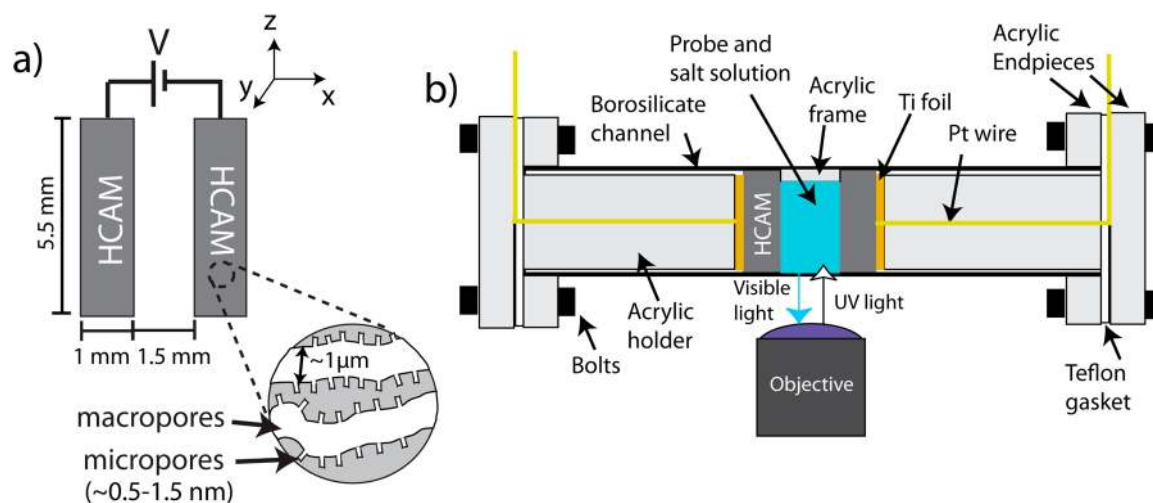 a)
V
z
y
x
5.5 mm
HCAM
HCAM
1 mm
1.5 mm
~1µm
macropores
micropores
(~0.5-1.5 nm)
b)
Borosilicate
channel
Probe and
salt solution
Acrylic
frame
Ti foil
Pt wire
Acrylic
Endpieces
HCAM
Acrylic
holder
Bolts
Visible
light
UV light
Objective
Teflon
gasket